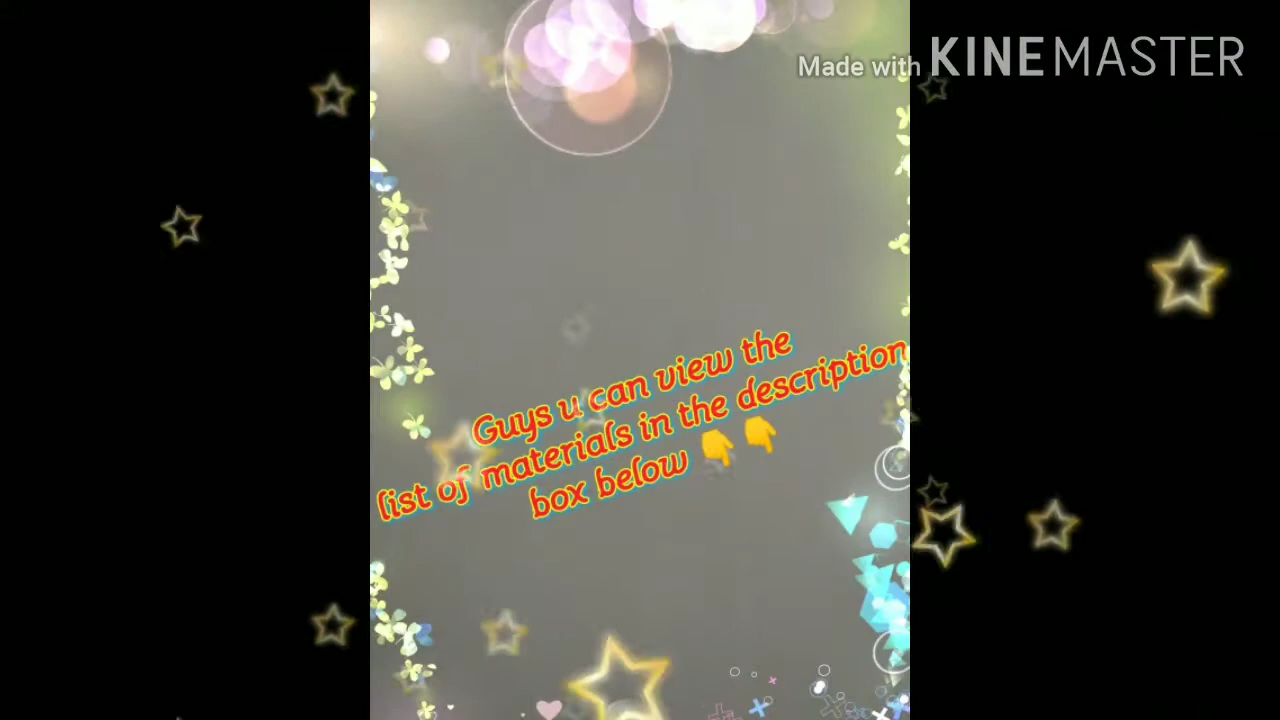 Made with KINEMASTER
Guys u can view the
list of materials in the description
box below 👇👇